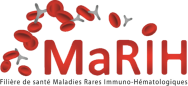 MaRIH
Filière de santé Maladies Rares Immuno-Hématologiques